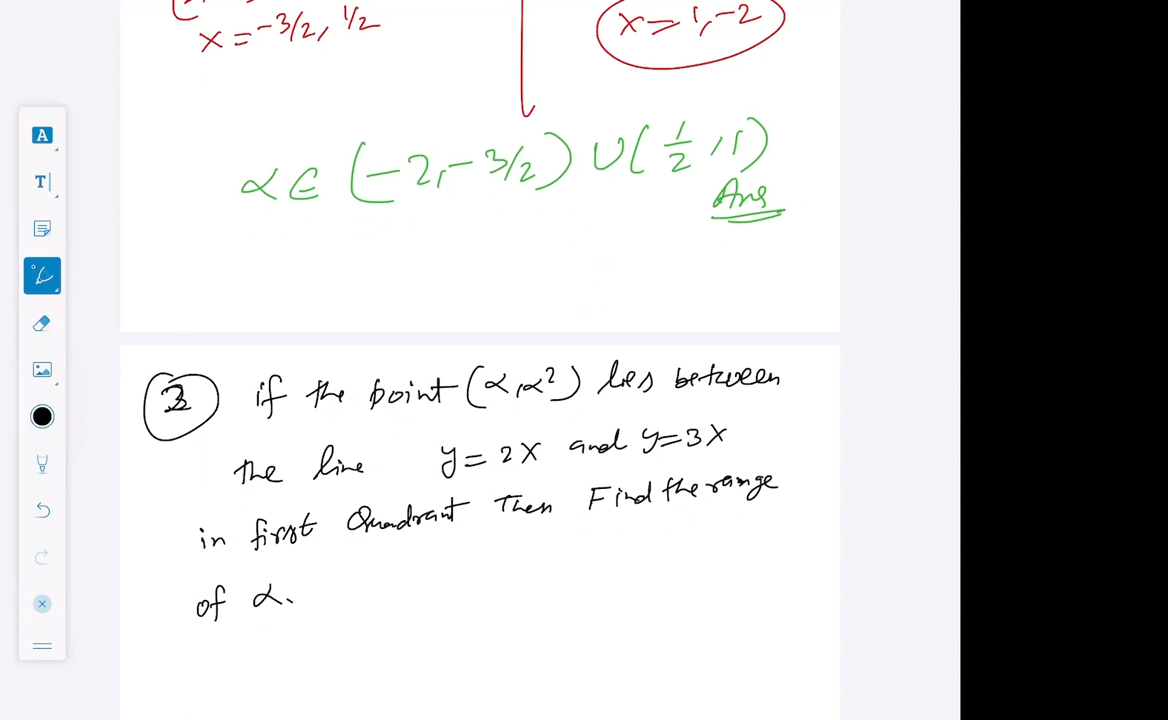 x = -3/2, 1/2
x = 1, -2
α ∈ (-2, -3/2) ∪ (1/2, 1)
Ans
A
T
if the point (α, α²) lies between
the line y = 2x and y = 3x
in first Quadrant Then Find the range
of α.